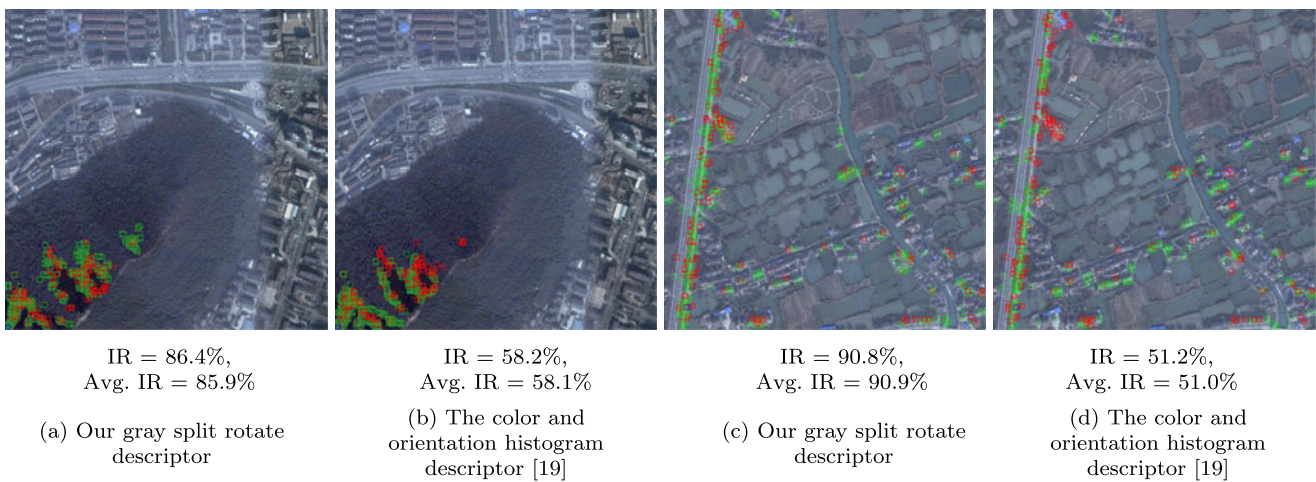 IR = 86.4%,
Avg. IR = 85.9%
(a) Our gray split rotate
descriptor
IR = 58.2%,
Avg. IR = 58.1%
(b) The color and
orientation histogram
descriptor [19]
IR = 90.8%,
Avg. IR = 90.9%
(c) Our gray split rotate
descriptor
IR = 51.2%,
Avg. IR = 51.0%
(d) The color and
orientation histogram
descriptor [19]